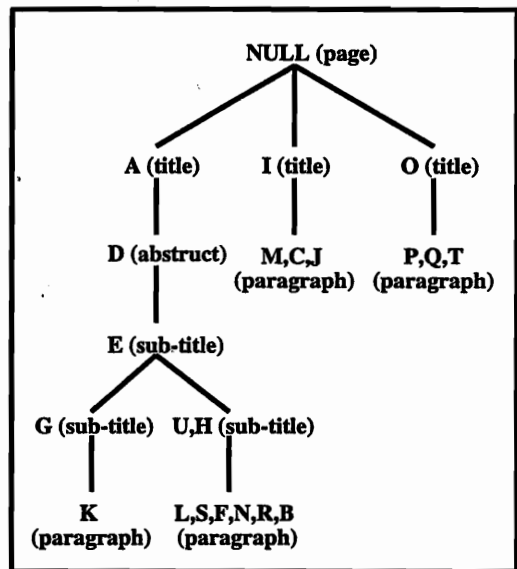 NULL (page)
A (title) I (title) O (title)
D (abstruct) M,C,J P,Q,T
(paragraph) (paragraph)
E (sub-title)
G (sub-title) U,H (sub-title)
K L,S,F,N,R,B
(paragraph) (paragraph)